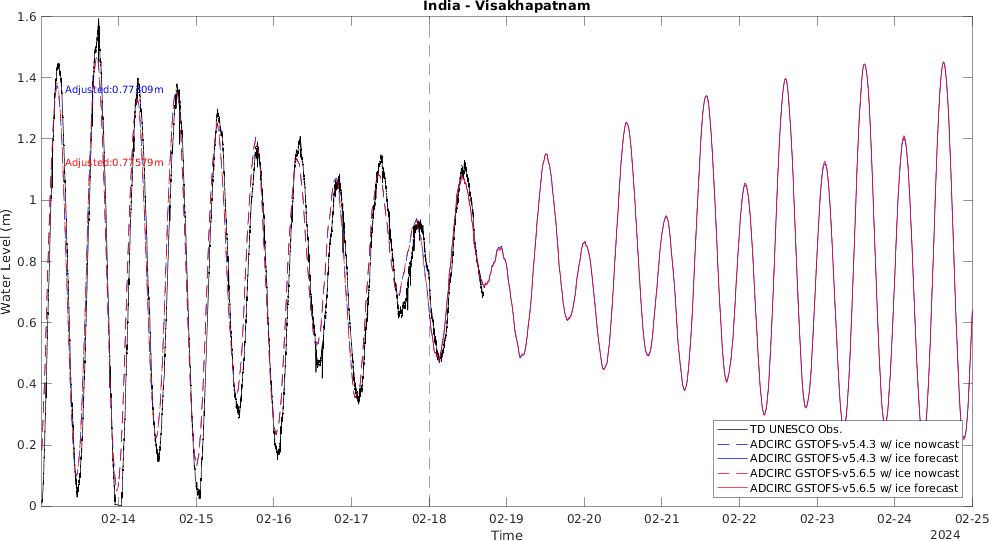 India - Visakhapatnam
1.6
1.4
1.2
1
0.8
0.6
0.4
0.2
0
Water Level (m)
Adjusted:0.77309m
Adjusted:0.77579m
TD UNESCO Obs.
ADCIRC GSTOFS-v5.4.3 w/ ice nowcast
ADCIRC GSTOFS-v5.4.3 w/ ice forecast
ADCIRC GSTOFS-v5.6.5 w/ ice nowcast
ADCIRC GSTOFS-v5.6.5 w/ ice forecast
02-14 02-15 02-16 02-17 02-18 02-19 02-20 02-21 02-22 02-23 02-24 02-25
Time
2024